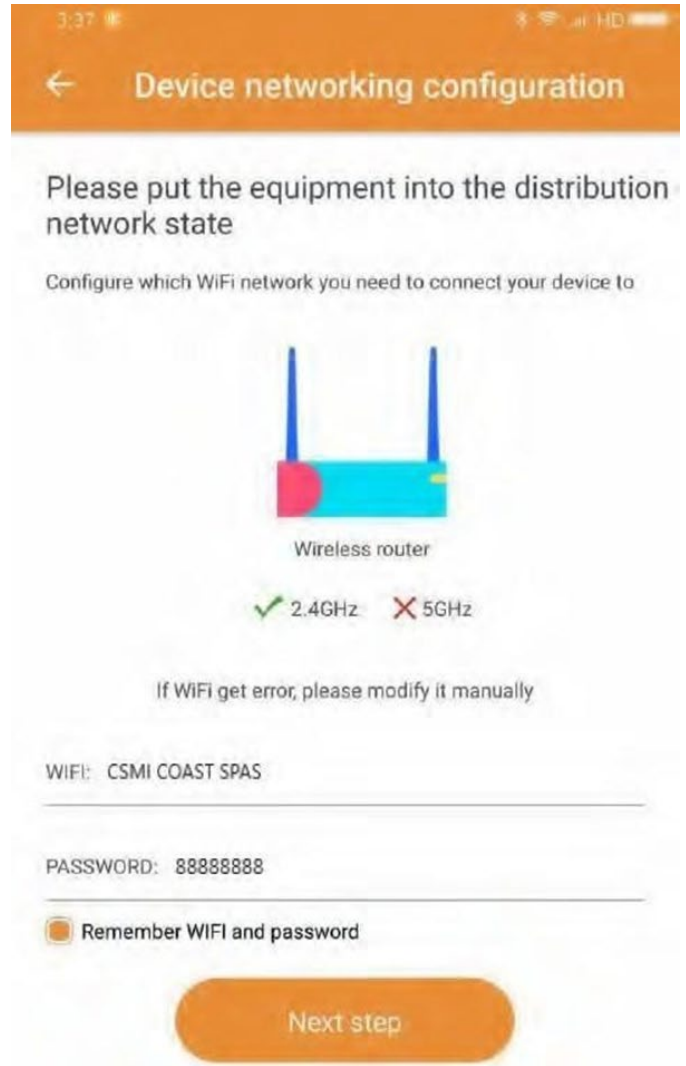 3:37
HD
Device networking configuration
Please put the equipment into the distribution
network state
Configure which WiFi network you need to connect your device to
Wireless router
2.4GHz 5GHz
If WiFi get error, please modify it manually
WIFI: CSMI COAST SPAS
PASSWORD: 88888888
Remember WIFI and password
Next step